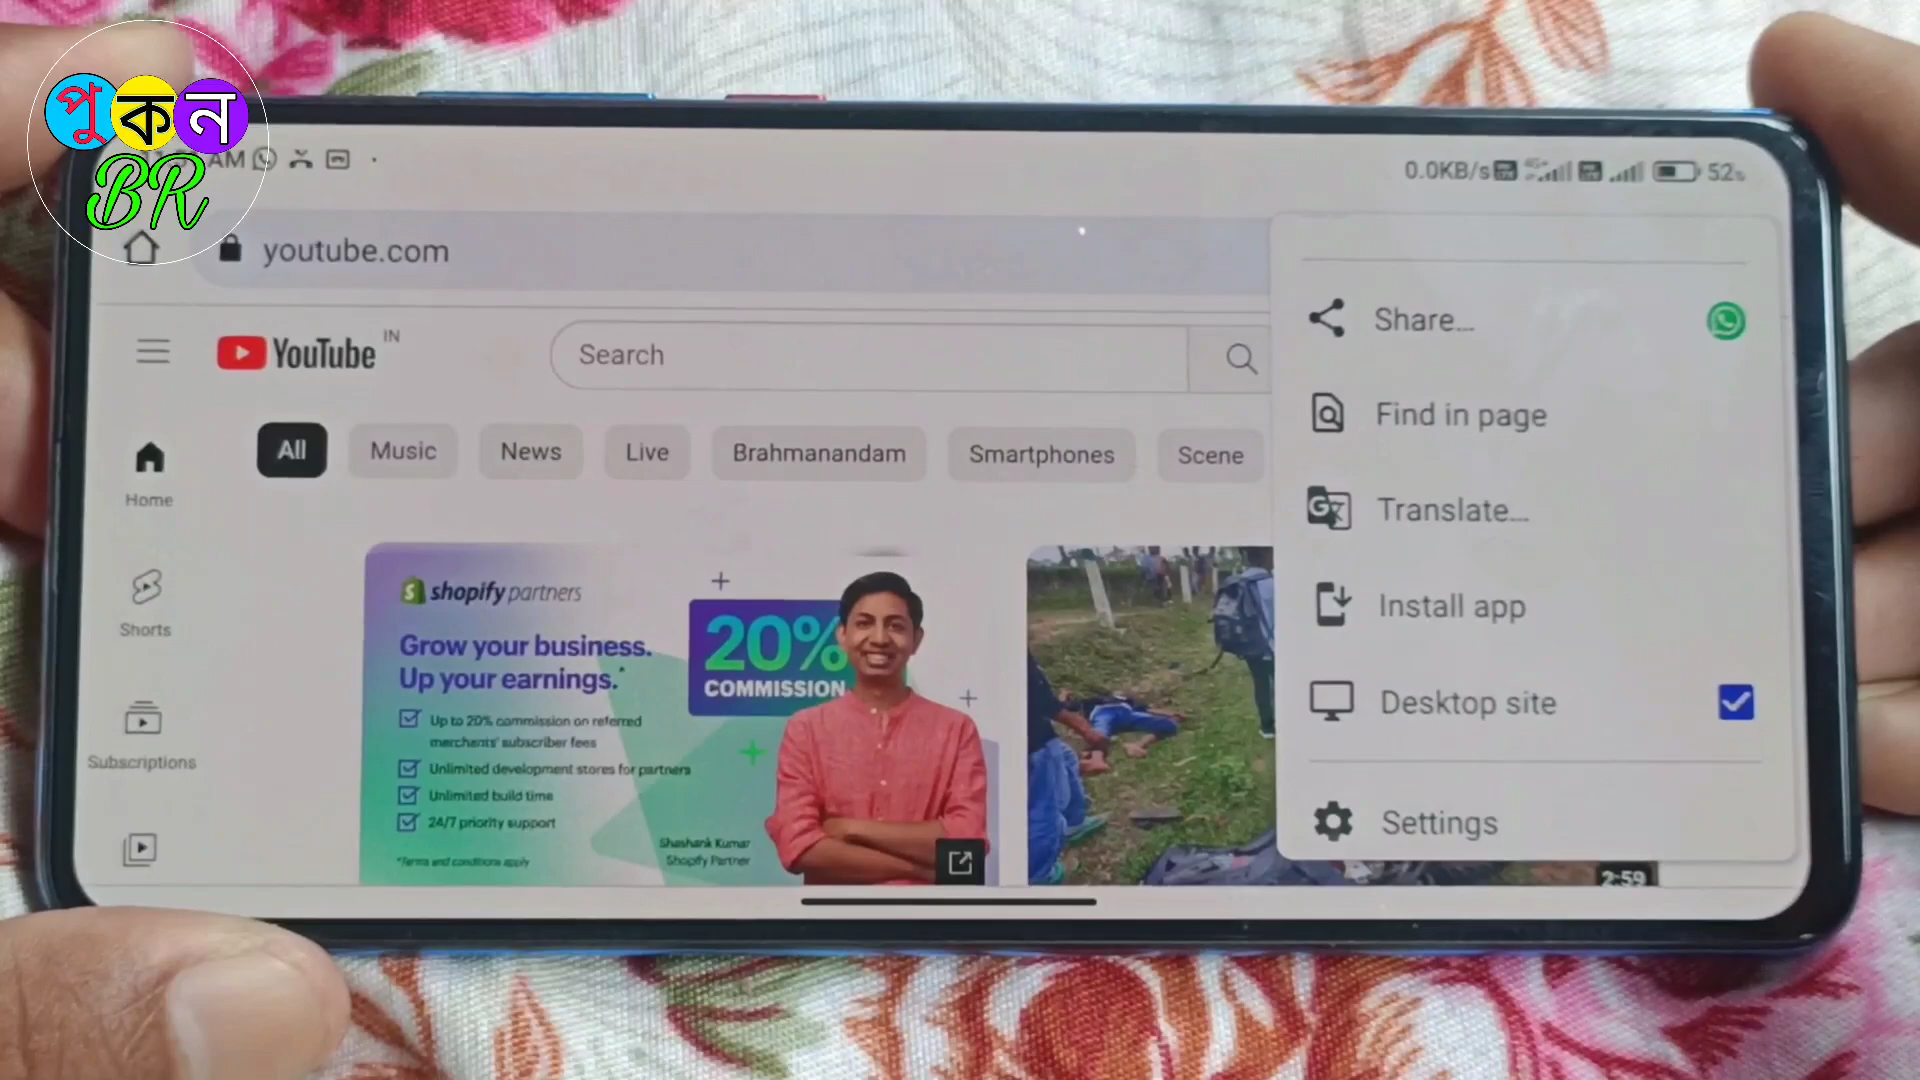 পুকন
BR
AM
0.0KB/s 4G+ 52%
youtube.com
YouTube IN
Search
All Music News Live Brahmanandam Smartphones Scene
Home
Shorts
Subscriptions
shopify partners
Grow your business.
Up your earnings.*
Up to 20% commission on referred
merchants' subscriber fees
Unlimited development stores for partners
Unlimited build time
24/7 priority support
*Terms and conditions apply
20%
COMMISSION
Shashank Kumar
Shopify Partner
2:59
Share...
Find in page
Translate...
Install app
Desktop site
Settings